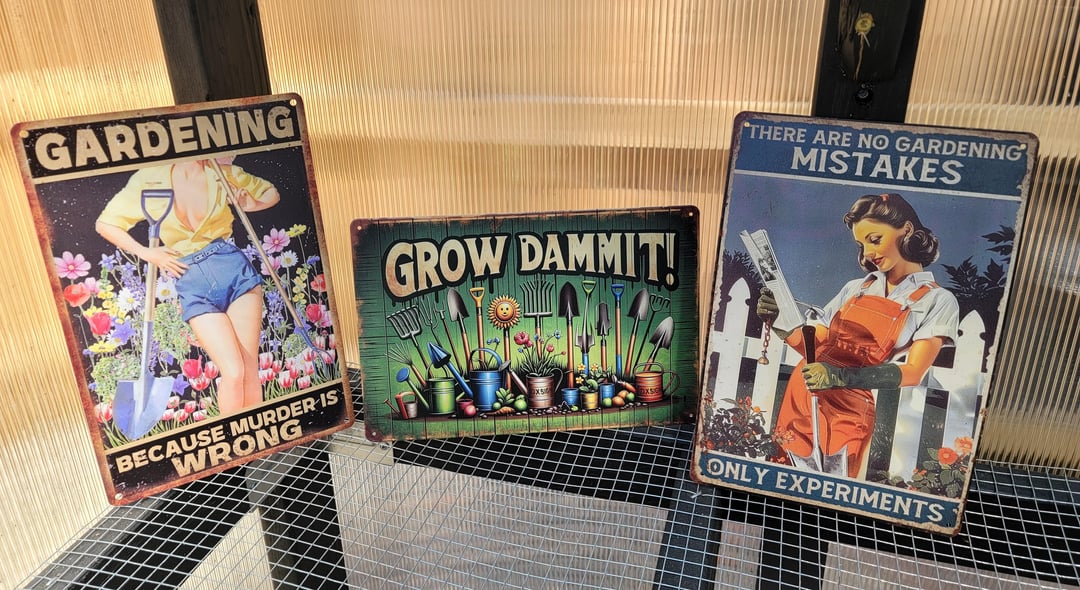 GARDENING
BECAUSE MURDER IS
WRONG
GROW DAMMIT!
THERE ARE NO GARDENING
MISTAKES
ONLY EXPERIMENTS